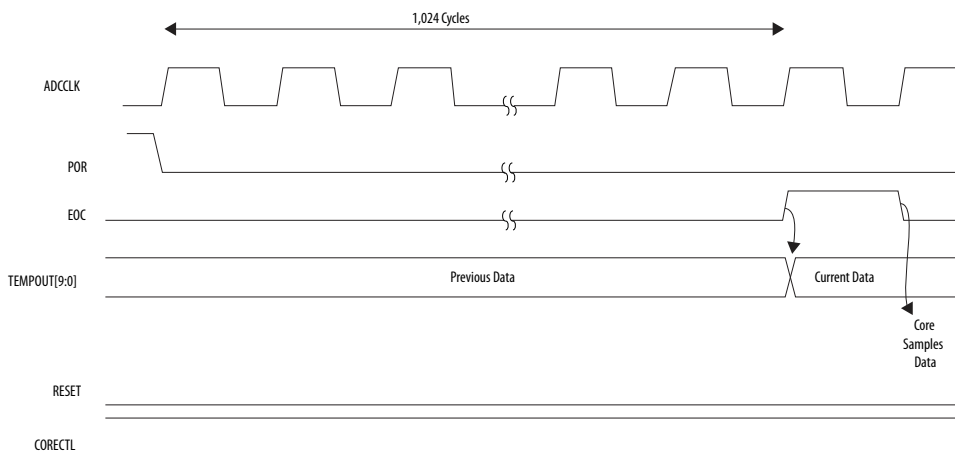 1,024 Cycles
ADCCLK
POR
EOC
TEMPOUT[9:0]
Previous Data
Current Data
Core
Samples
Data
RESET
CORECTL